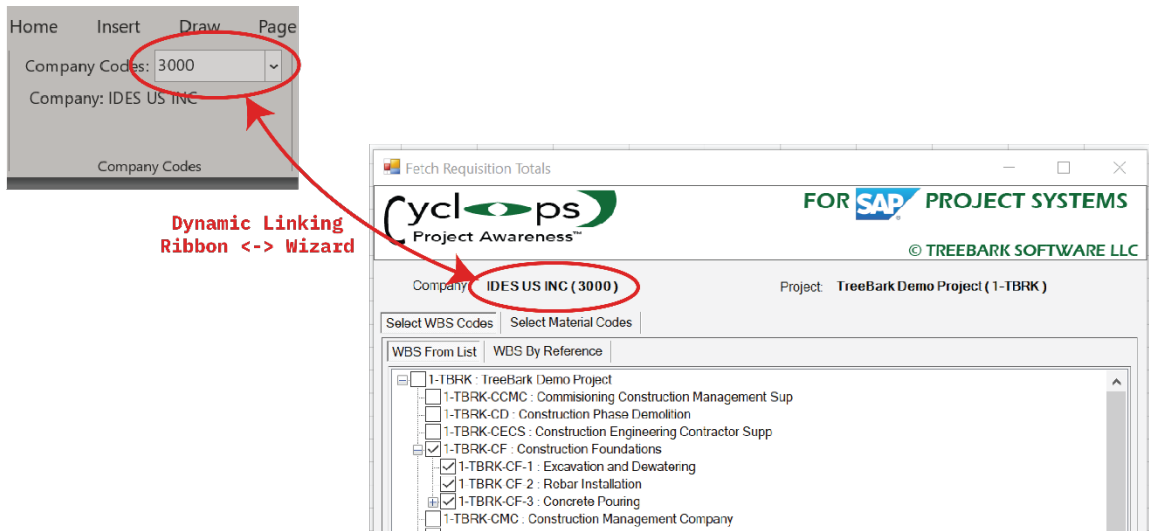 Home Insert Draw Page
Company Codes: 3000
Company: IDES US INC
Company Codes
Dynamic Linking
Ribbon <-> Wizard
Fetch Requisition Totals
Cyclops
Project Awareness™
FOR SAP® PROJECT SYSTEMS
© TREEBARK SOFTWARE LLC
Company IDES US INC ( 3000 ) Project: TreeBark Demo Project ( 1-TBRK )
Select WBS Codes Select Material Codes
WBS From List WBS By Reference
1-TBRK : TreeBark Demo Project
1-TBRK-CCMC : Commisioning Construction Management Sup
1-TBRK-CD : Construction Phase Demolition
1-TBRK-CECS : Construction Engineering Contractor Supp
1-TBRK-CF : Construction Foundations
1-TBRK-CF-1 : Excavation and Dewatering
1-TBRK-CF-2 : Rebar Installation
1-TBRK-CF-3 : Concrete Pouring
1-TBRK-CMC : Construction Management Company